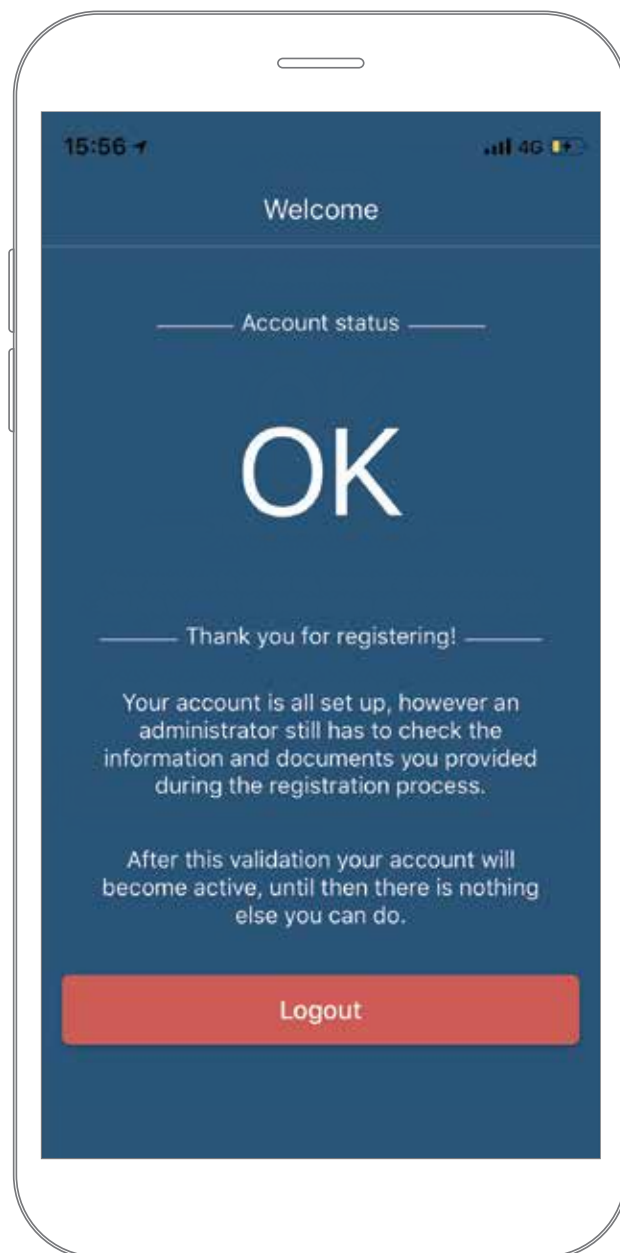 15:56
4G
Welcome
Account status
OK
Thank you for registering!
Your account is all set up, however an
administrator still has to check the
information and documents you provided
during the registration process.
After this validation your account will
become active, until then there is nothing
else you can do.
Logout